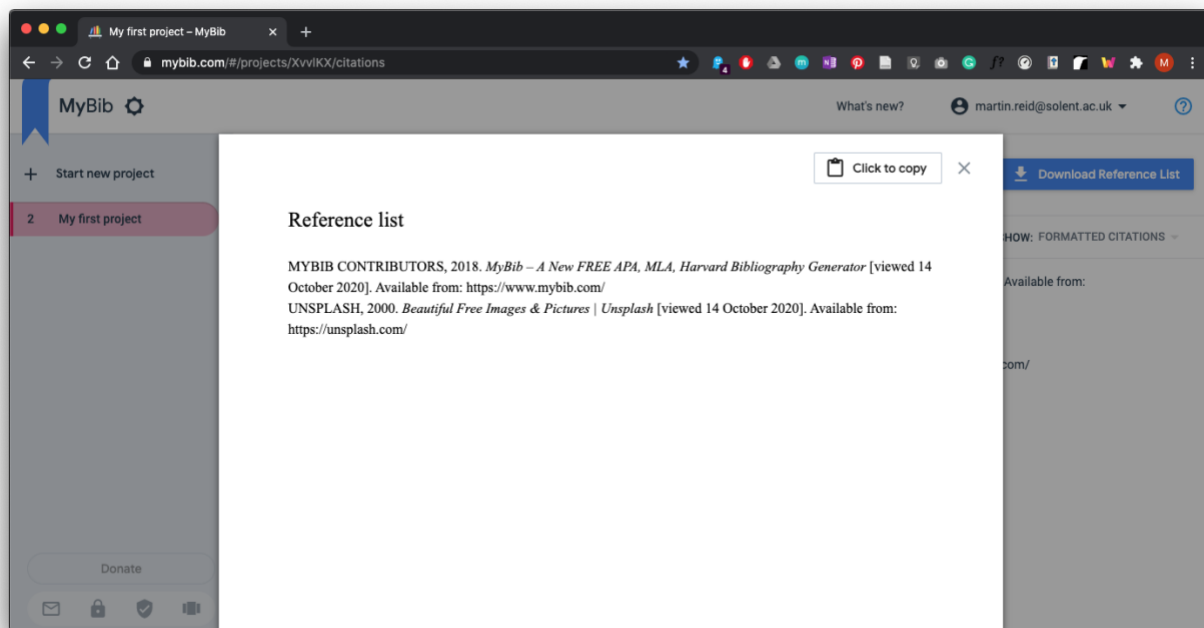 My first project – MyBib
mybib.com/#/projects/XvvlKX/citations
4
M
MyBib
What's new?
martin.reid@solent.ac.uk
Start new project
2 My first project
Click to copy
Download Reference List
HOW: FORMATTED CITATIONS
Reference list
MYBIB CONTRIBUTORS, 2018. MyBib – A New FREE APA, MLA, Harvard Bibliography Generator [viewed 14
October 2020]. Available from: https://www.mybib.com/
UNSPLASH, 2000. Beautiful Free Images & Pictures | Unsplash [viewed 14 October 2020]. Available from:
https://unsplash.com/
Available from:
com/
Donate